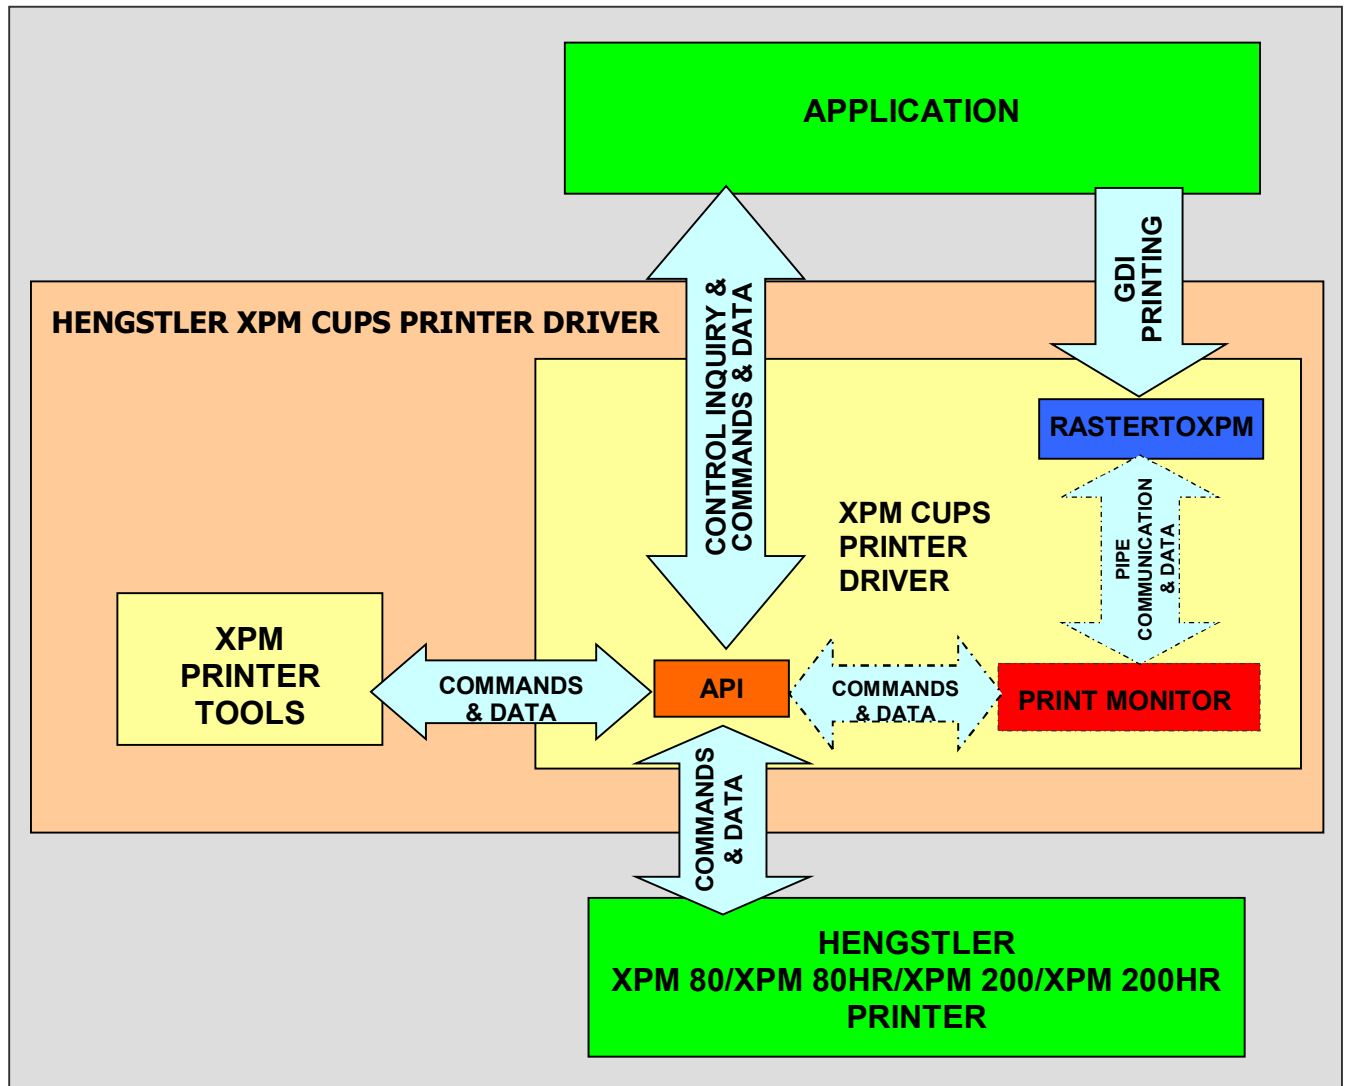 APPLICATION
GDI
PRINTING
CONTROL INQUIRY &
COMMANDS & DATA
HENGSTLER XPM CUPS PRINTER DRIVER
RASTERTOXPM
XPM CUPS
PRINTER
DRIVER
PIPE
COMMUNICATION
& DATA
XPM
PRINTER
TOOLS
COMMANDS
& DATA
API
COMMANDS
& DATA
PRINT MONITOR
COMMANDS
& DATA
HENGSTLER
XPM 80/XPM 80HR/XPM 200/XPM 200HR
PRINTER